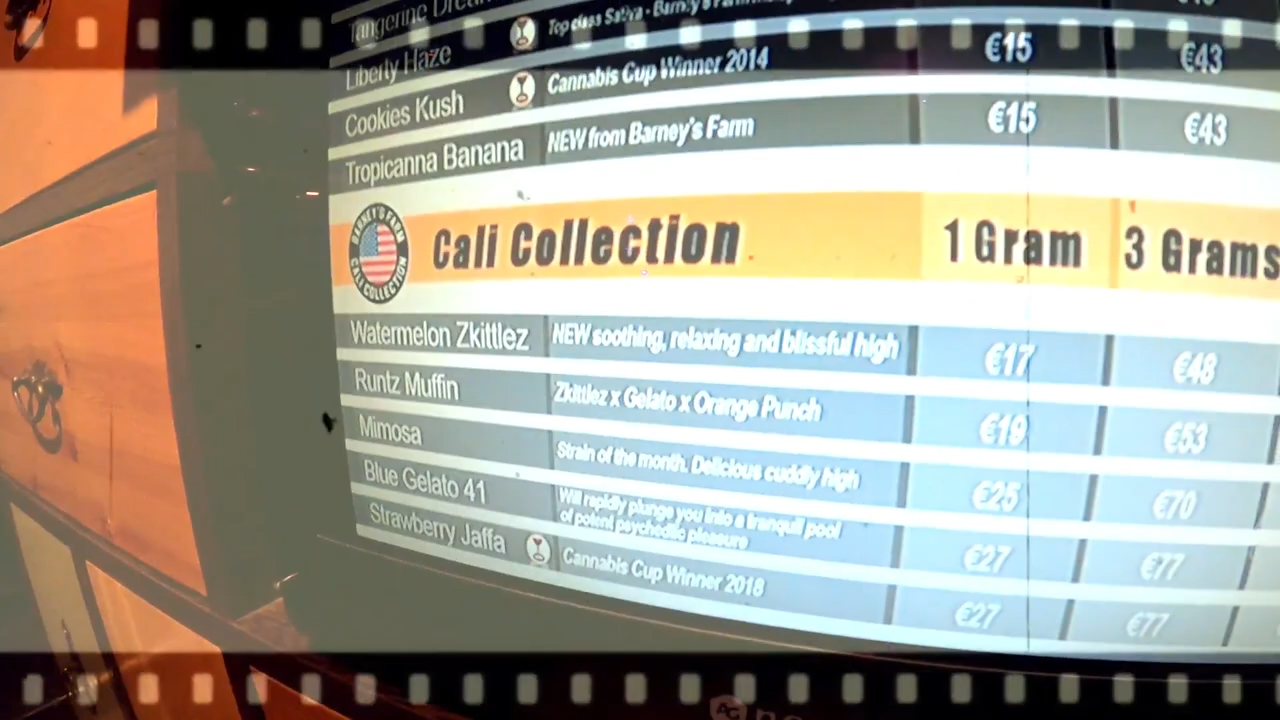 Liberty Haze Top class Sativa - Barney's
Cookies Kush Cannabis Cup Winner 2014 €15 €43
Tropicanna Banana NEW from Barney's Farm €15 €43
BARNEY'S FARM CALI COLLECTION
Cali Collection 1 Gram 3 Grams
Watermelon Zkittlez NEW soothing, relaxing and blissful high €17 €48
Runtz Muffin Zkittlez x Gelato x Orange Punch €19 €53
Mimosa Strain of the month. Delicious cuddly high €25 €70
Blue Gelato 41 Will rapidly plunge you into a tranquil pool
of potent psychedlic pleasure €27 €77
Strawberry Jaffa Cannabis Cup Winner 2018 €27 €77